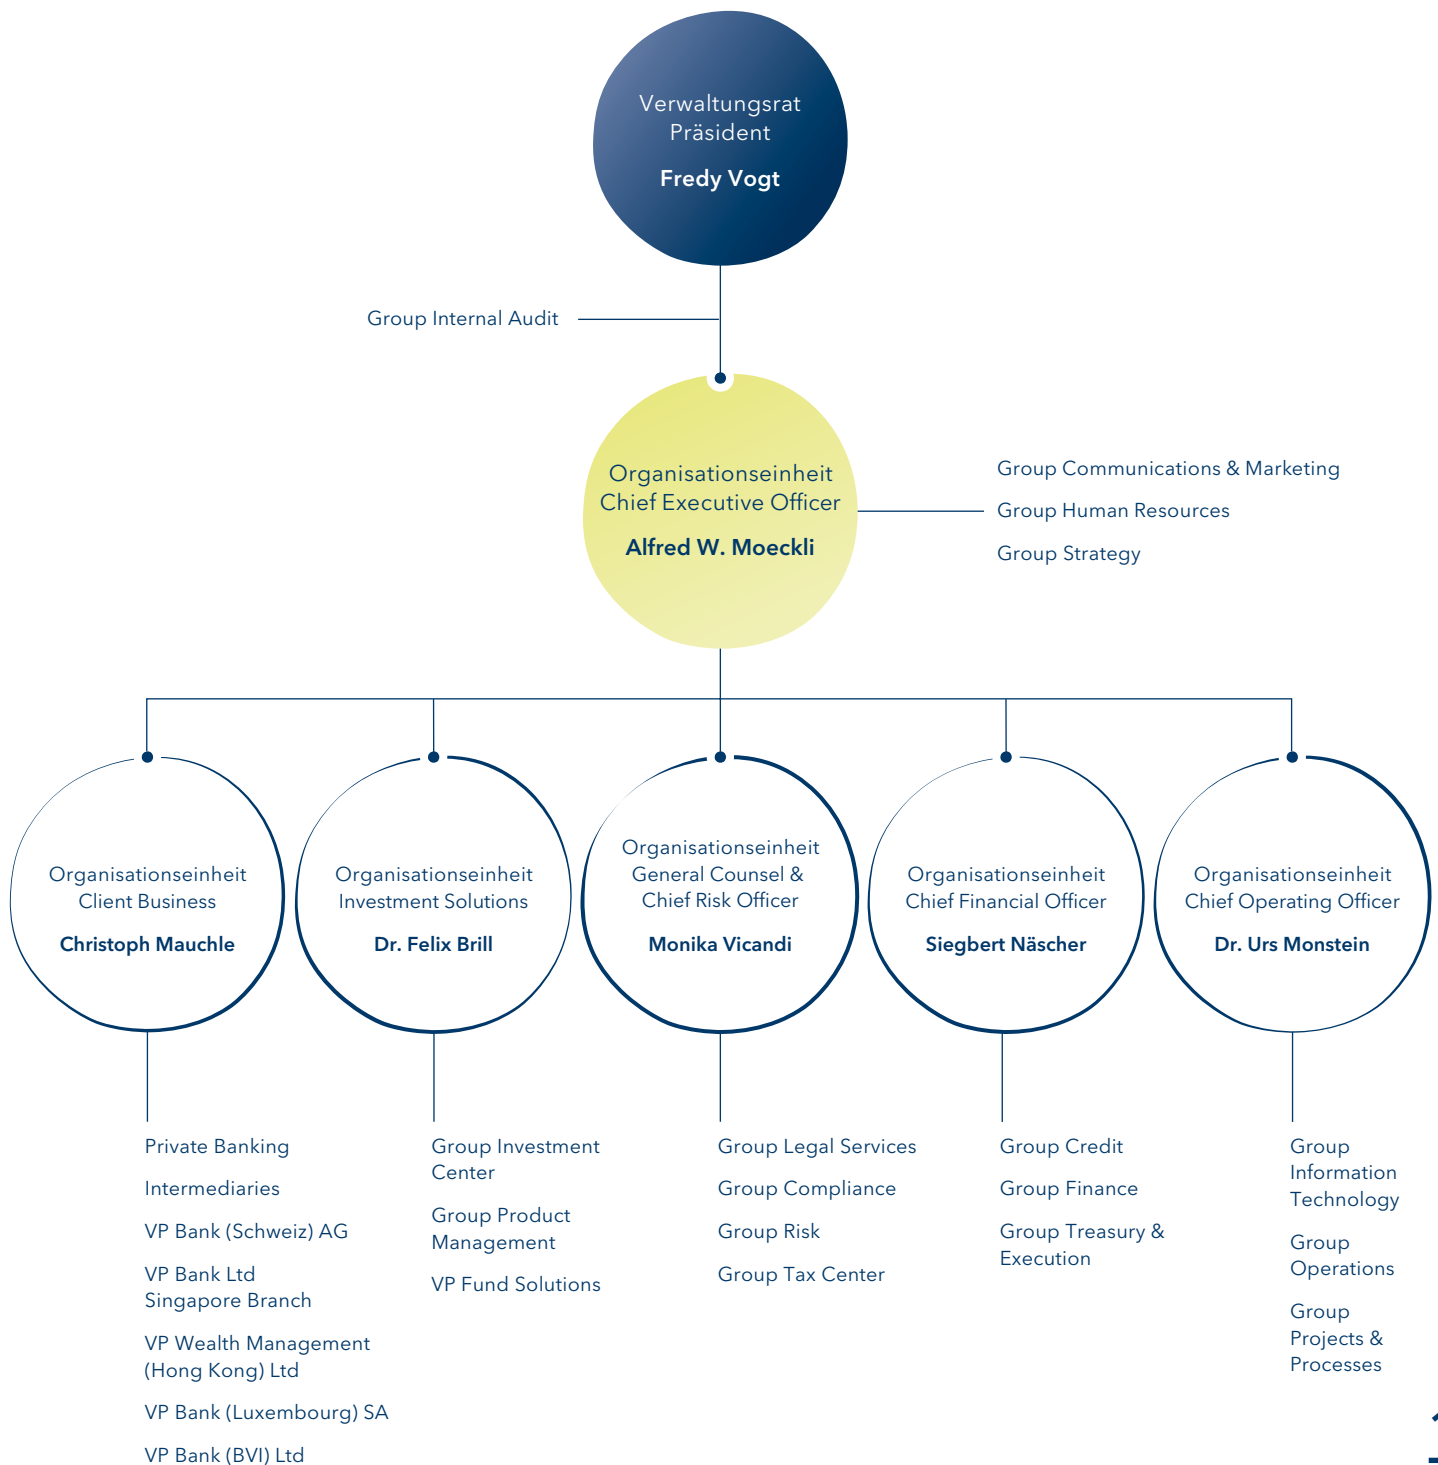 Verwaltungsrat
Präsident
Fredy Vogt
Group Internal Audit
Organisationseinheit
Chief Executive Officer
Alfred W. Moeckli
Group Communications & Marketing
Group Human Resources
Group Strategy
Organisationseinheit
Client Business
Christoph Mauchle
Organisationseinheit
Investment Solutions
Dr. Felix Brill
Organisationseinheit
General Counsel &
Chief Risk Officer
Monika Vicandi
Organisationseinheit
Chief Financial Officer
Siegbert Näscher
Organisationseinheit
Chief Operating Officer
Dr. Urs Monstein
Private Banking
Intermediaries
VP Bank (Schweiz) AG
VP Bank Ltd
Singapore Branch
VP Wealth Management
(Hong Kong) Ltd
VP Bank (Luxembourg) SA
VP Bank (BVI) Ltd
Group Investment
Center
Group Product
Management
VP Fund Solutions
Group Legal Services
Group Compliance
Group Risk
Group Tax Center
Group Credit
Group Finance
Group Treasury &
Execution
Group
Information
Technology
Group
Operations
Group
Projects &
Processes